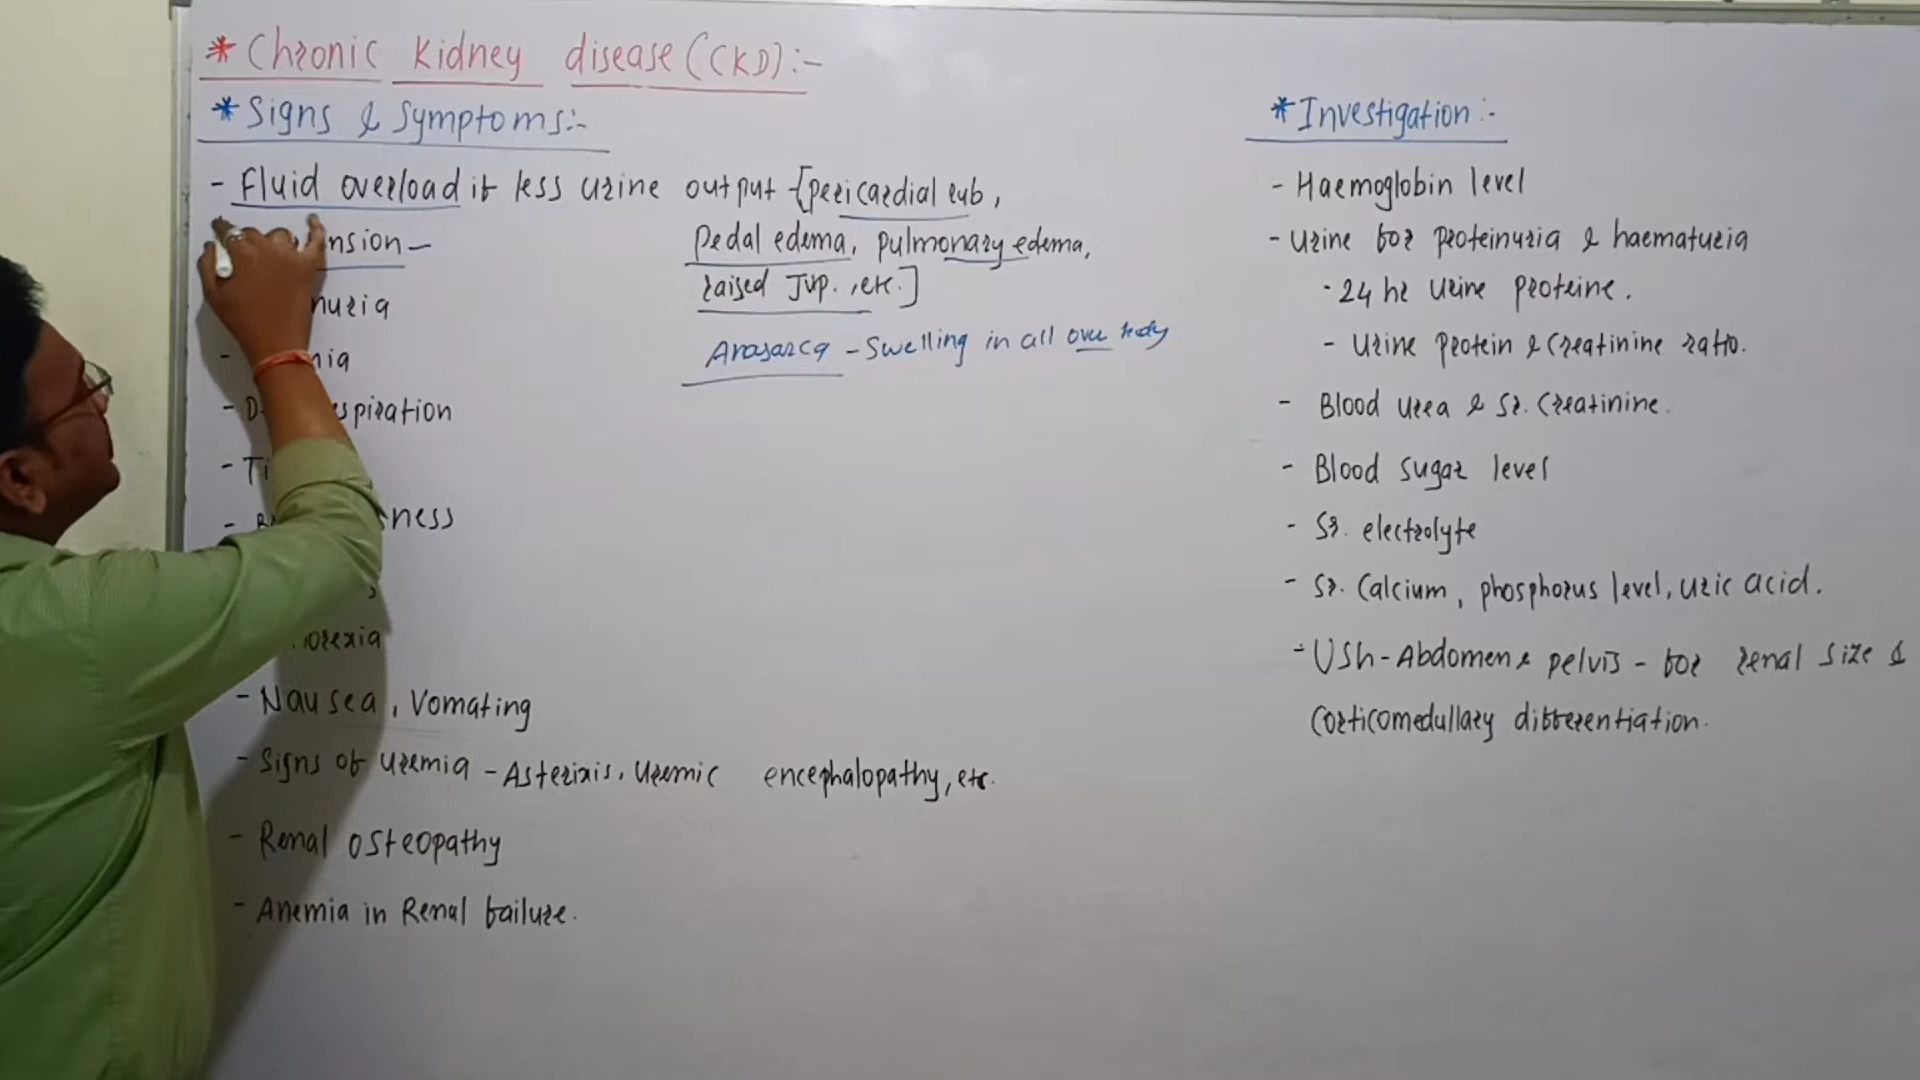 * Chronic kidney disease (CKD):-
* Signs & Symptoms:-
- Fluid overload if less urine output - [pericardial rub,
Pedal edema, pulmonary edema,
raised Jvp. , etc.]
Anasarca - Swelling in all over body
nsion -
nuria
mia
- D spiration
- Ti
- ness
s
orexia
- Nausea, Vomating
- Signs of uremia - Asterixis, Uremic encephalopathy, etc.
- Renal osteopathy
- Anemia in Renal failure.
* Investigation :-
- Haemoglobin level
- Urine for proteinuria & haematuria
· 24 hr urine proteine.
- Urine protein & creatinine ratio.
- Blood urea & Sr. Creatinine.
- Blood sugar level
- Sr. electrolyte
- Sr. Calcium, phosphorus level, uric acid.
- USh - Abdomen & pelvis - for renal size &
Corticomedullary differentiation.